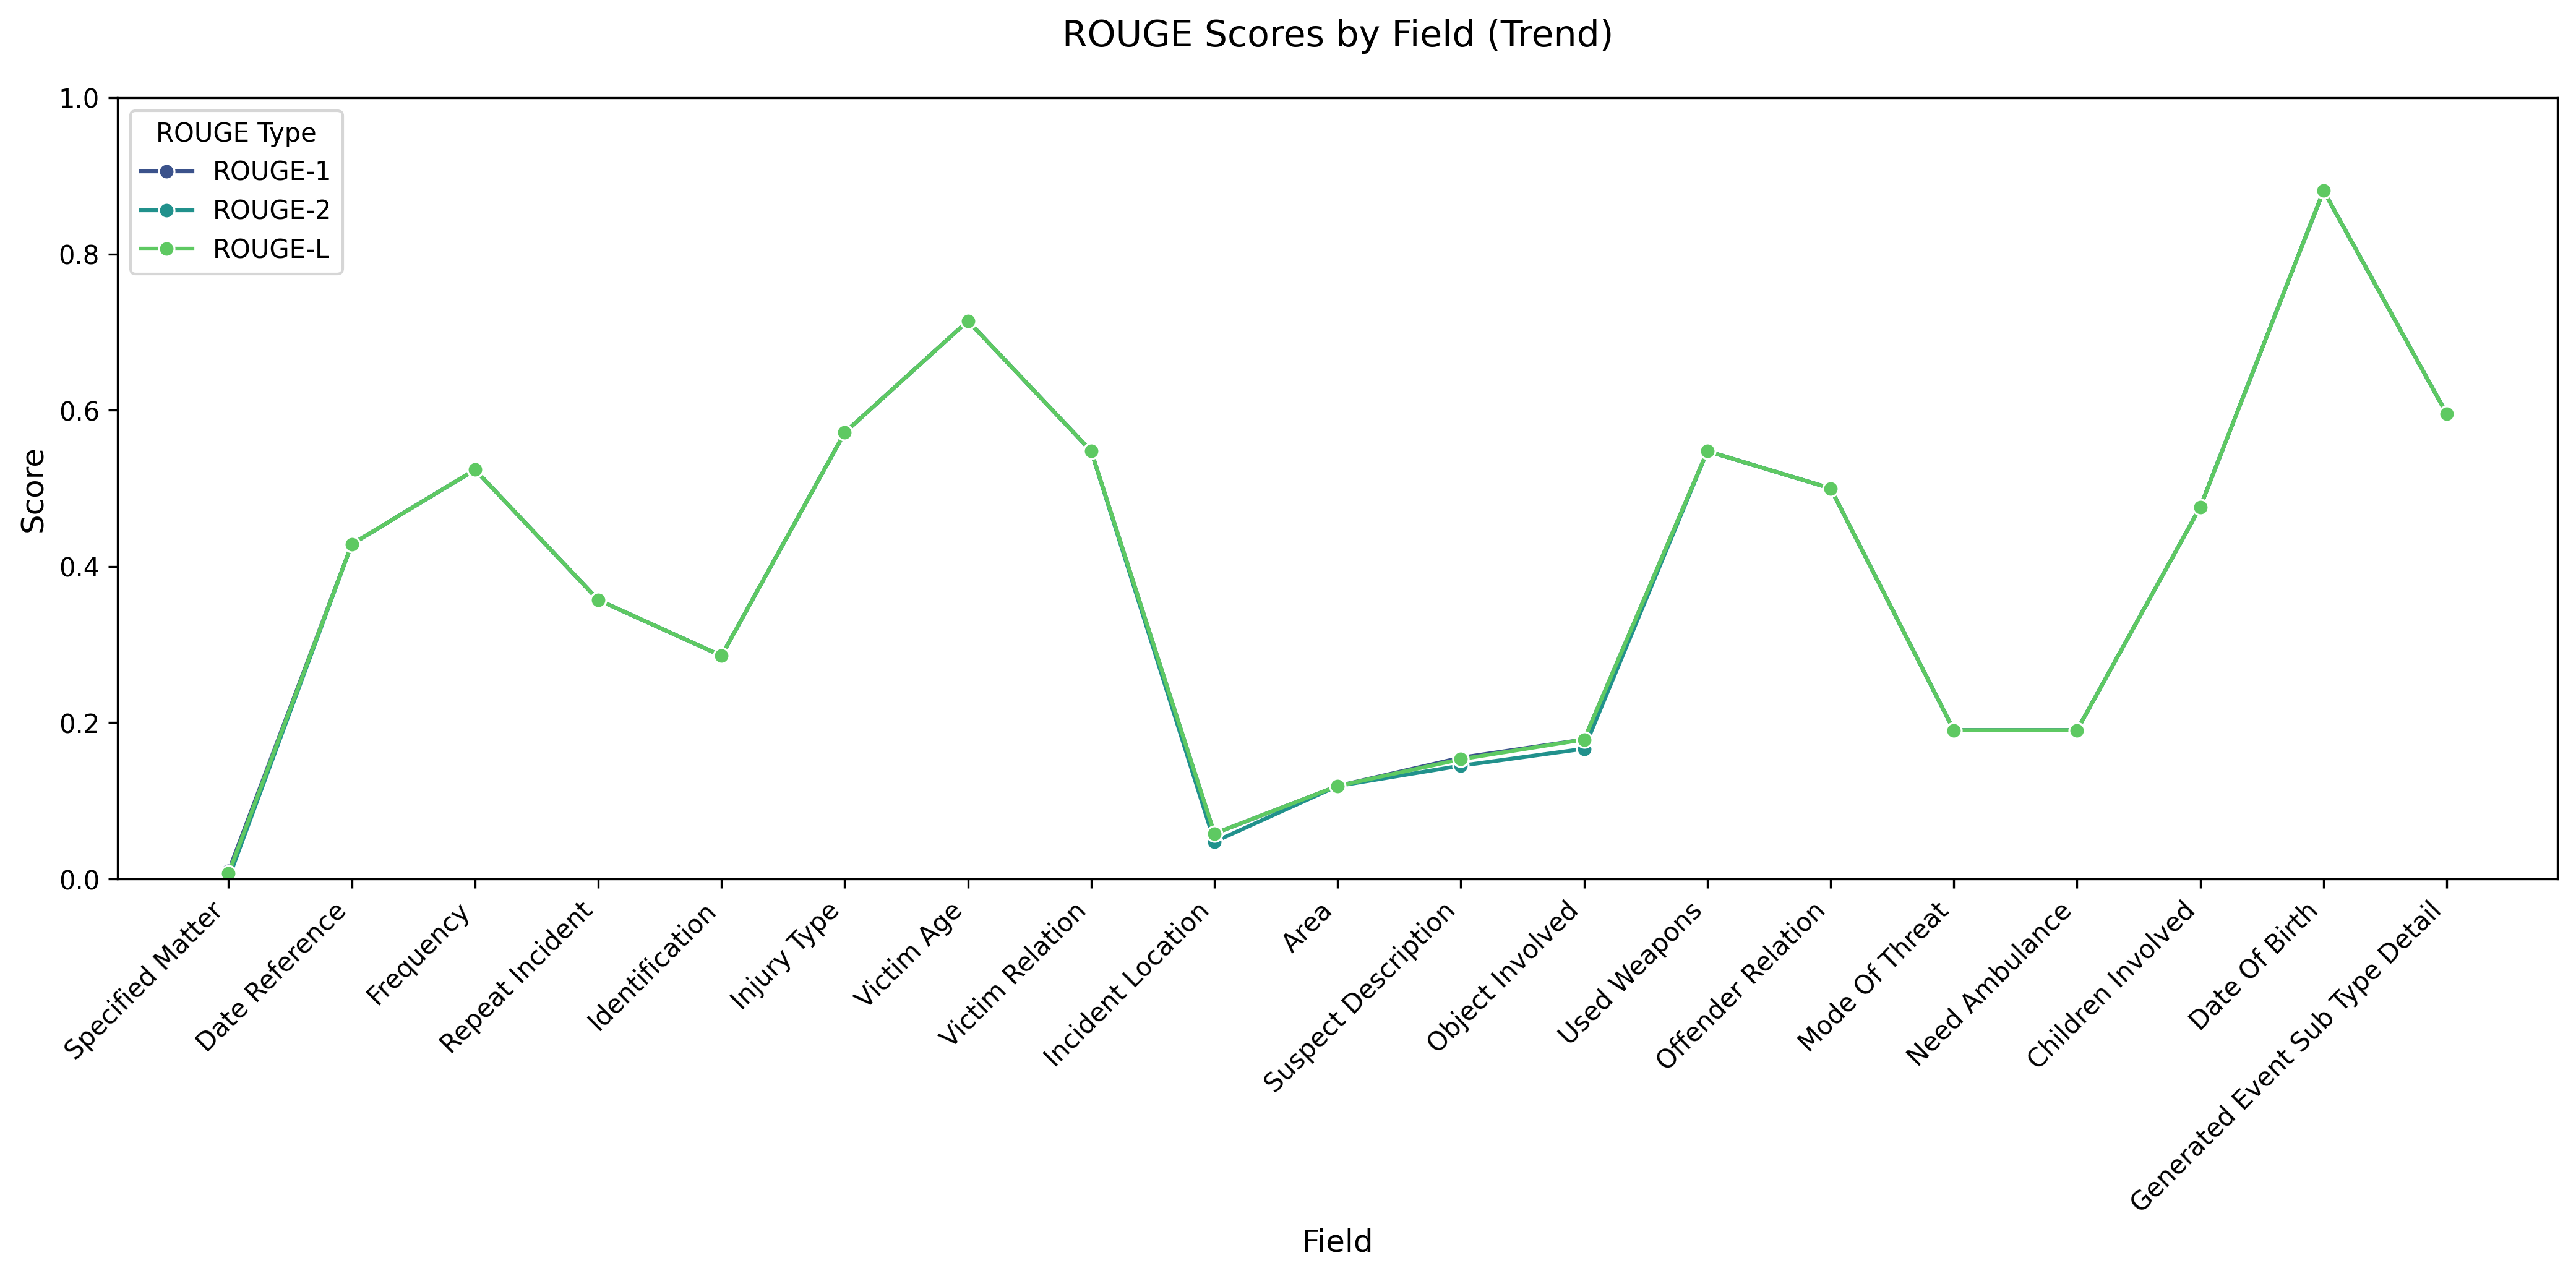 ROUGE Scores by Field (Trend)
1.0
0.8
0.6
0.4
0.2
0.0
Score
ROUGE Type
ROUGE-1
ROUGE-2
ROUGE-L
Specified Matter
Date Reference
Frequency
Repeat Incident
Identification
Injury Type
Victim Age
Victim Relation
Incident Location
Area
Suspect Description
Object Involved
Used Weapons
Offender Relation
Mode Of Threat
Need Ambulance
Children Involved
Date Of Birth
Generated Event Sub Type Detail
Field